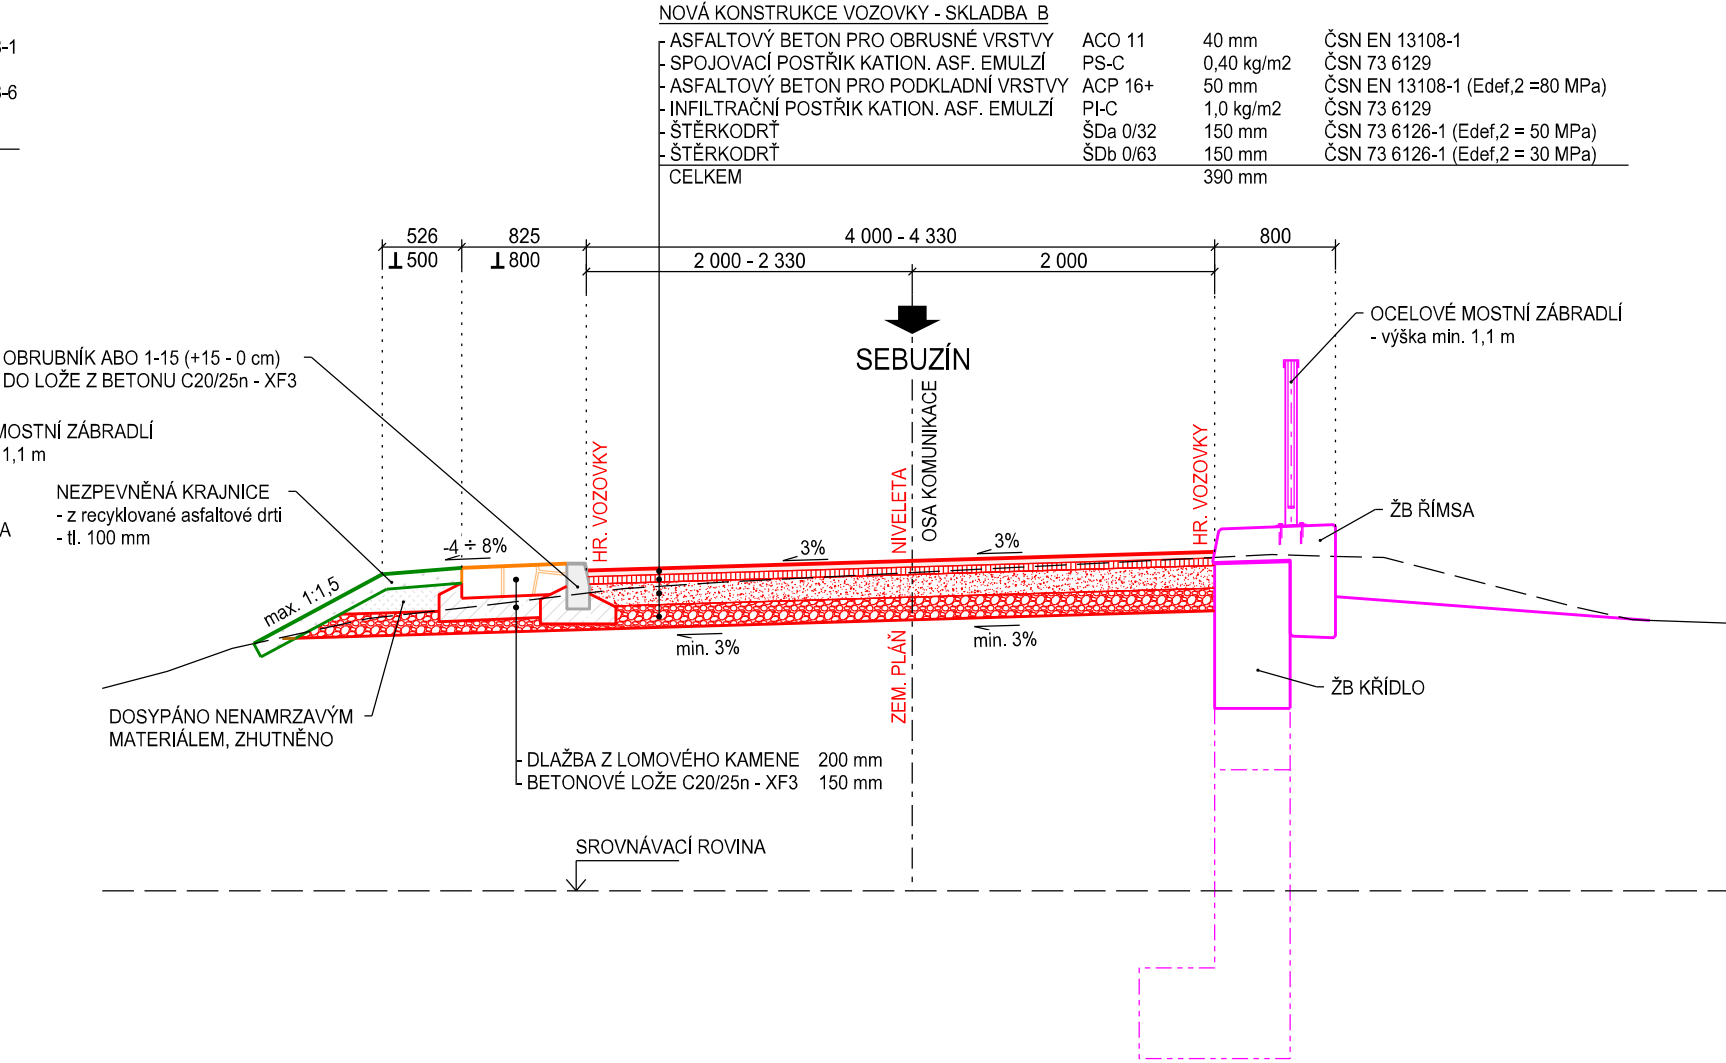 NOVÁ KONSTRUKCE VOZOVKY - SKLADBA B
ASFALTOVÝ BETON PRO OBRUSNÉ VRSTVY ACO 11 40 mm ČSN EN 13108-1
SPOJOVACÍ POSTŘIK KATION. ASF. EMULZÍ PS-C 0,40 kg/m2 ČSN 73 6129
ASFALTOVÝ BETON PRO PODKLADNÍ VRSTVY ACP 16+ 50 mm ČSN EN 13108-1 (Edef,2 =80 MPa)
INFILTRAČNÍ POSTŘIK KATION. ASF. EMULZÍ PI-C 1,0 kg/m2 ČSN 73 6129
ŠTĚRKODRŤ ŠDa 0/32 150 mm ČSN 73 6126-1 (Edef,2 = 50 MPa)
ŠTĚRKODRŤ ŠDb 0/63 150 mm ČSN 73 6126-1 (Edef,2 = 30 MPa)
CELKEM 390 mm
-1
-6
526 825 4 000 - 4 330 800
⊥500 ⊥800 2 000 - 2 330 2 000
SEBUZÍN
OCELOVÉ MOSTNÍ ZÁBRADLÍ
- výška min. 1,1 m
OBRUBNÍK ABO 1-15 (+15 - 0 cm)
DO LOŽE Z BETONU C20/25n - XF3
MOSTNÍ ZÁBRADLÍ
1,1 m
NEZPEVNĚNÁ KRAJNICE
- z recyklované asfaltové drti
- tl. 100 mm
A
HR. VOZOVKY
NIVELETA
OSA KOMUNIKACE
HR. VOZOVKY
ŽB ŘÍMSA
-4 ÷ 8%
3%
3%
max. 1:1,5
min. 3%
min. 3%
ZEM. PLÁŇ
ŽB KŘÍDLO
DOSYPÁNO NENAMRZAVÝM
MATERIÁLEM, ZHUTNĚNO
- DLAŽBA Z LOMOVÉHO KAMENE 200 mm
- BETONOVÉ LOŽE C20/25n - XF3 150 mm
SROVNÁVACÍ ROVINA